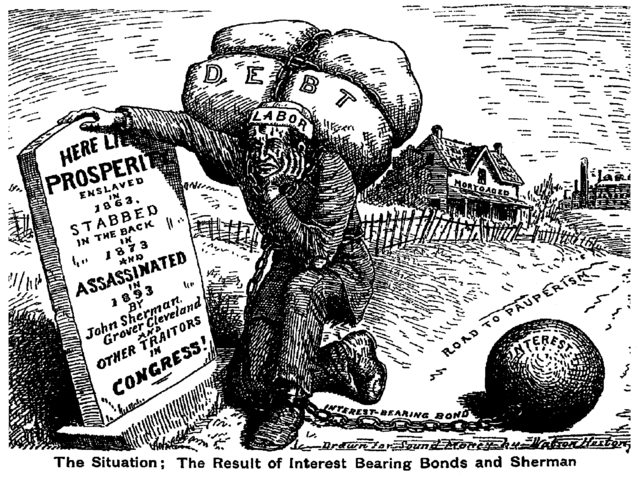 DEBT
LABOR
HERE LIES
PROSPERITY
ENSLAVED
IN
1863.
STABBED
IN THE BACK
IN
1873
AND
ASSASSINATED
IN
1893
BY
John Sherman,
Grover Cleveland
AND
OTHER TRAITORS
IN
CONGRESS!
MORTGAGED
ROAD TO PAUPERISM
INTEREST
INTEREST-BEARING BOND
Drawn for Sound Money by Watson Heston
The Situation; The Result of Interest Bearing Bonds and Sherman